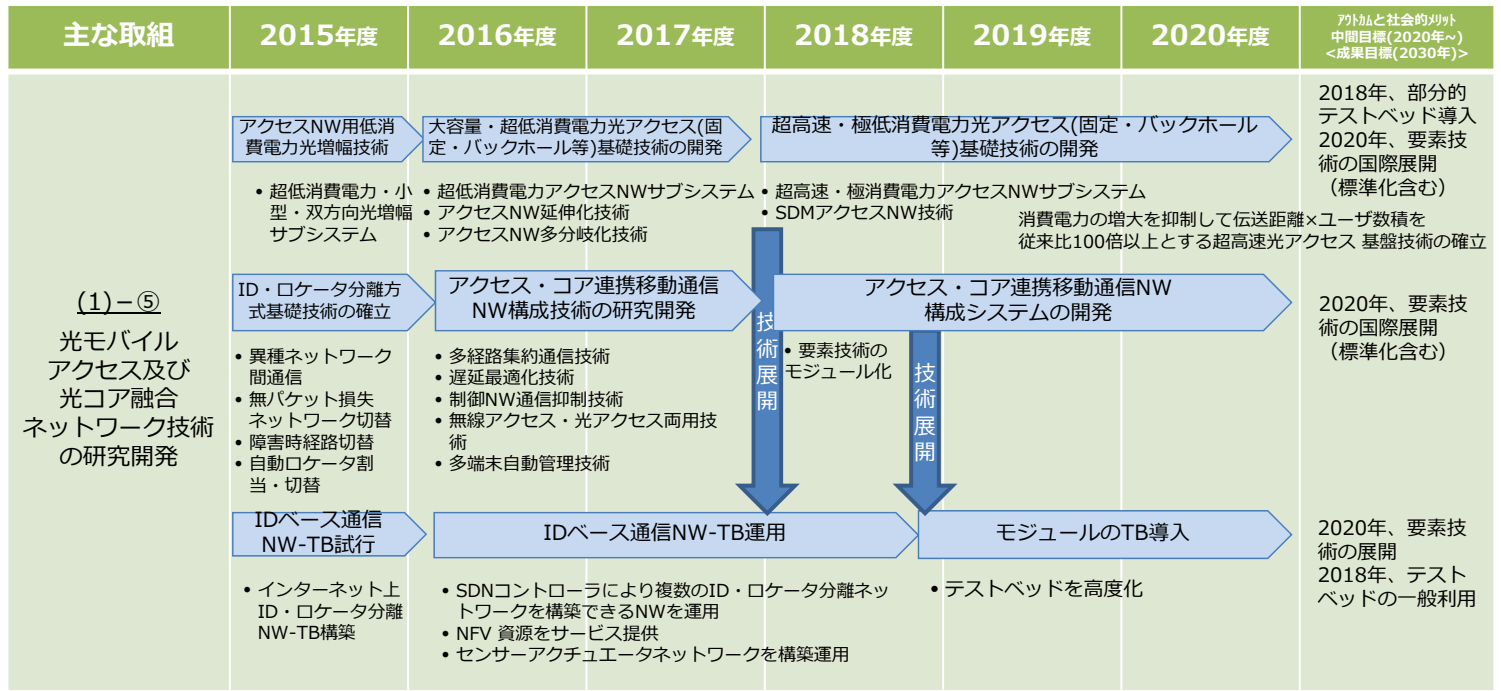 主な取組
2015年度
2016年度
2017年度
2018年度
2019年度
2020年度
アウトカムと社会的メリット
中間目標(2020年~)
<成果目標(2030年)>
(1)－⑤
光モバイル
アクセス及び
光コア融合
ネットワーク技術
の研究開発
アクセスNW用低消
費電力光増幅技術
大容量・超低消費電力光アクセス(固
定・バックホール等)基礎技術の開発
超高速・極低消費電力光アクセス(固定・バックホール
等)基礎技術の開発
2018年、部分的
テストベッド導入
2020年、要素技
術の国際展開
（標準化含む）
• 超低消費電力・小
型・双方向光増幅
サブシステム
• 超低消費電力アクセスNWサブシステム
• アクセスNW延伸化技術
• アクセスNW多分岐化技術
• 超高速・極消費電力アクセスNWサブシステム
• SDMアクセスNW技術
消費電力の増大を抑制して伝送距離×ユーザ数積を
従来比100倍以上とする超高速光アクセス 基盤技術の確立
ID・ロケータ分離方
式基礎技術の確立
アクセス・コア連携移動通信
NW構成技術の研究開発
アクセス・コア連携移動通信NW
構成システムの開発
2020年、要素技
術の国際展開
（標準化含む）
• 異種ネットワーク
間通信
• 無パケット損失
ネットワーク切替
• 障害時経路切替
• 自動ロケータ割
当・切替
• 多経路集約通信技術
• 遅延最適化技術
• 制御NW通信抑制技術
• 無線アクセス・光アクセス両用技
術
• 多端末自動管理技術
技術展開
• 要素技術の
モジュール化
技術展開
IDベース通信
NW-TB試行
IDベース通信NW-TB運用
モジュールのTB導入
2020年、要素技
術の展開
2018年、テスト
ベッドの一般利用
• インターネット上
ID・ロケータ分離
NW-TB構築
• SDNコントローラにより複数のID・ロケータ分離ネッ
トワークを構築できるNWを運用
• NFV 資源をサービス提供
• センサーアクチュエータネットワークを構築運用
• テストベッドを高度化